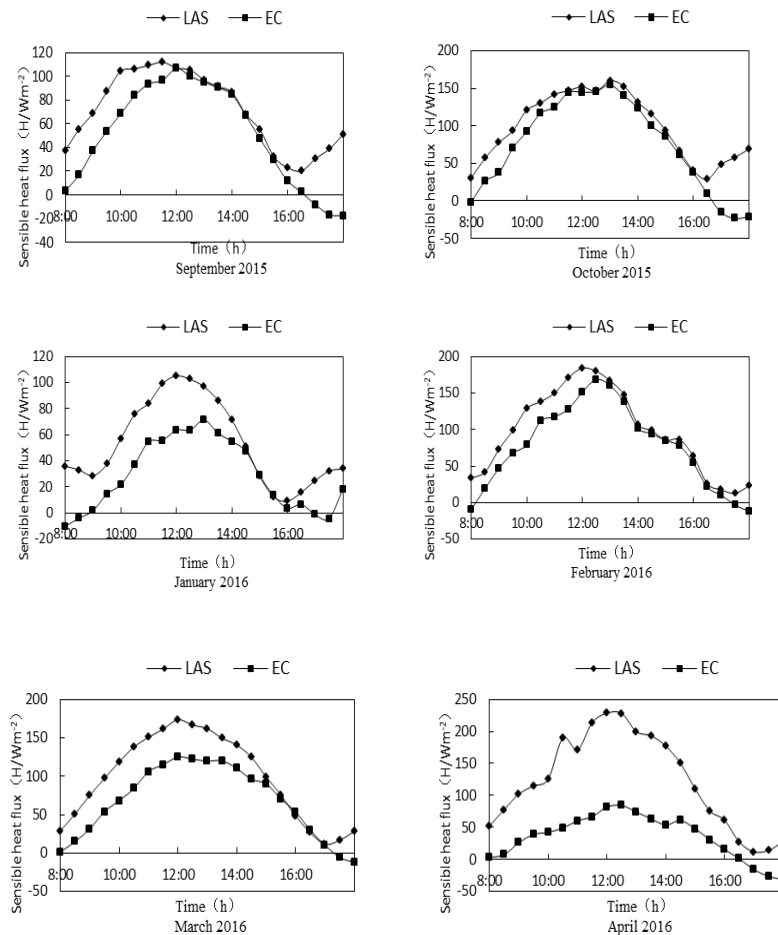 LAS EC
Sensible heat flux（H/Wm-2）
120
100
80
60
40
20
0
-20
-40
8:00 10:00 12:00 14:00 16:00
Time（h）
September 2015
LAS EC
Sensible heat flux（H/Wm-2）
200
150
100
50
0
-50
8:00 10:00 12:00 14:00 16:00
Time（h）
October 2015
LAS EC
Sensible heat flux（H/Wm-2）
120
100
80
60
40
20
0
-20
8:00 10:00 12:00 14:00 16:00
Time（h）
January 2016
LAS EC
Sensible heat flux（H/Wm-2）
200
150
100
50
0
-50
8:00 10:00 12:00 14:00 16:00
Time（h）
February 2016
LAS EC
Sensible heat flux（H/Wm-2）
200
150
100
50
0
-50
8:00 10:00 12:00 14:00 16:00
Time（h）
March 2016
LAS EC
Sensible heat flux（H/Wm-2）
250
200
150
100
50
0
-50
8:00 10:00 12:00 14:00 16:00
Time（h）
April 2016